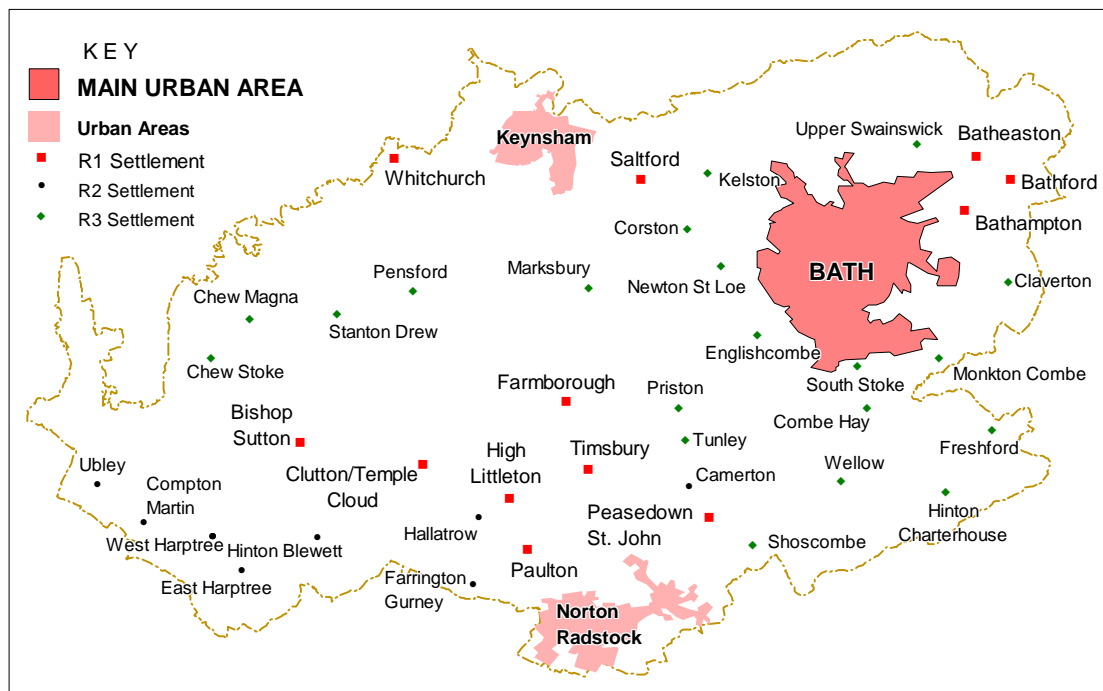 KEY
MAIN URBAN AREA
Urban Areas
R1 Settlement
R2 Settlement
R3 Settlement
Keynsham
Whitchurch
Saltford
Kelston
Upper Swainswick
Batheaston
Bathford
Bathampton
Corston
BATH
Claverton
Pensford
Marksbury
Newton St Loe
Chew Magna
Stanton Drew
Englishcombe
Chew Stoke
South Stoke
Monkton Combe
Farmborough
Priston
Combe Hay
Bishop
Sutton
Tunley
Freshford
High
Littleton
Timsbury
Clutton/Temple
Cloud
Camerton
Wellow
Ubley
Compton
Martin
Hinton
Charterhouse
Peasedown
St. John
Hallatrow
West Harptree
Hinton Blewett
Shoscombe
Paulton
East Harptree
Farrington
Gurney
Norton
Radstock